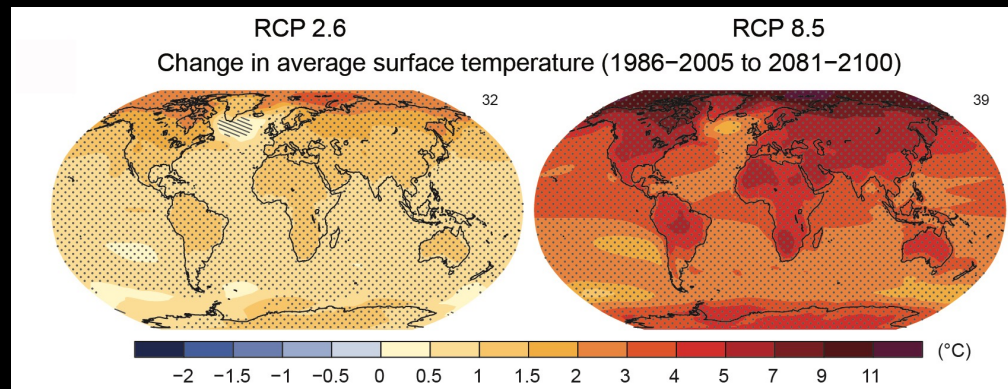 RCP 2.6 RCP 8.5
Change in average surface temperature (1986−2005 to 2081−2100)
32 39
−2 −1.5 −1 −0.5 0 0.5 1 1.5 2 3 4 5 7 9 11 (°C)